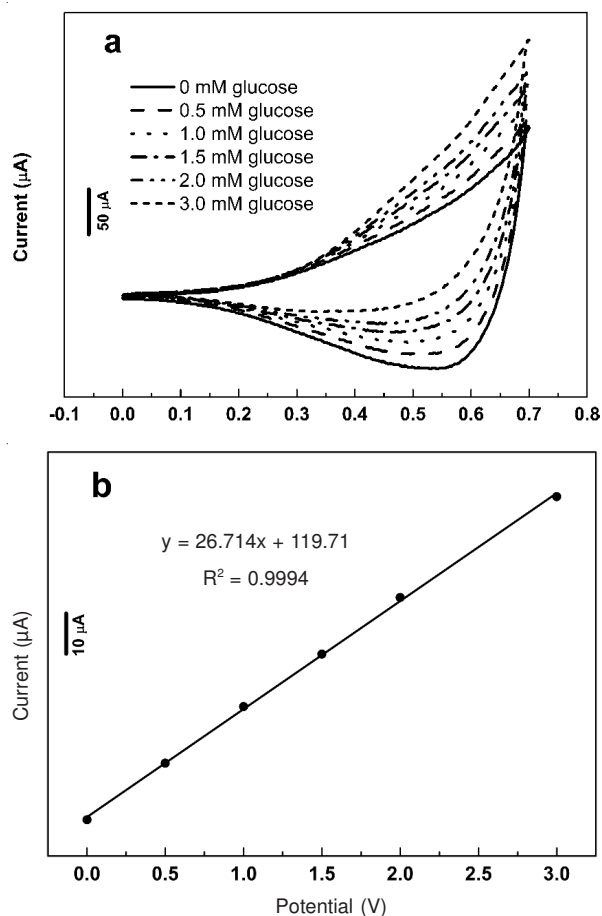 a
0 mM glucose
0.5 mM glucose
1.0 mM glucose
1.5 mM glucose
2.0 mM glucose
3.0 mM glucose
Current (µA)
50 µA
-0.1 0.0 0.1 0.2 0.3 0.4 0.5 0.6 0.7 0.8
b
y = 26.714x + 119.71
R² = 0.9994
10 µA
Current (µA)
0.0 0.5 1.0 1.5 2.0 2.5 3.0
Potential (V)